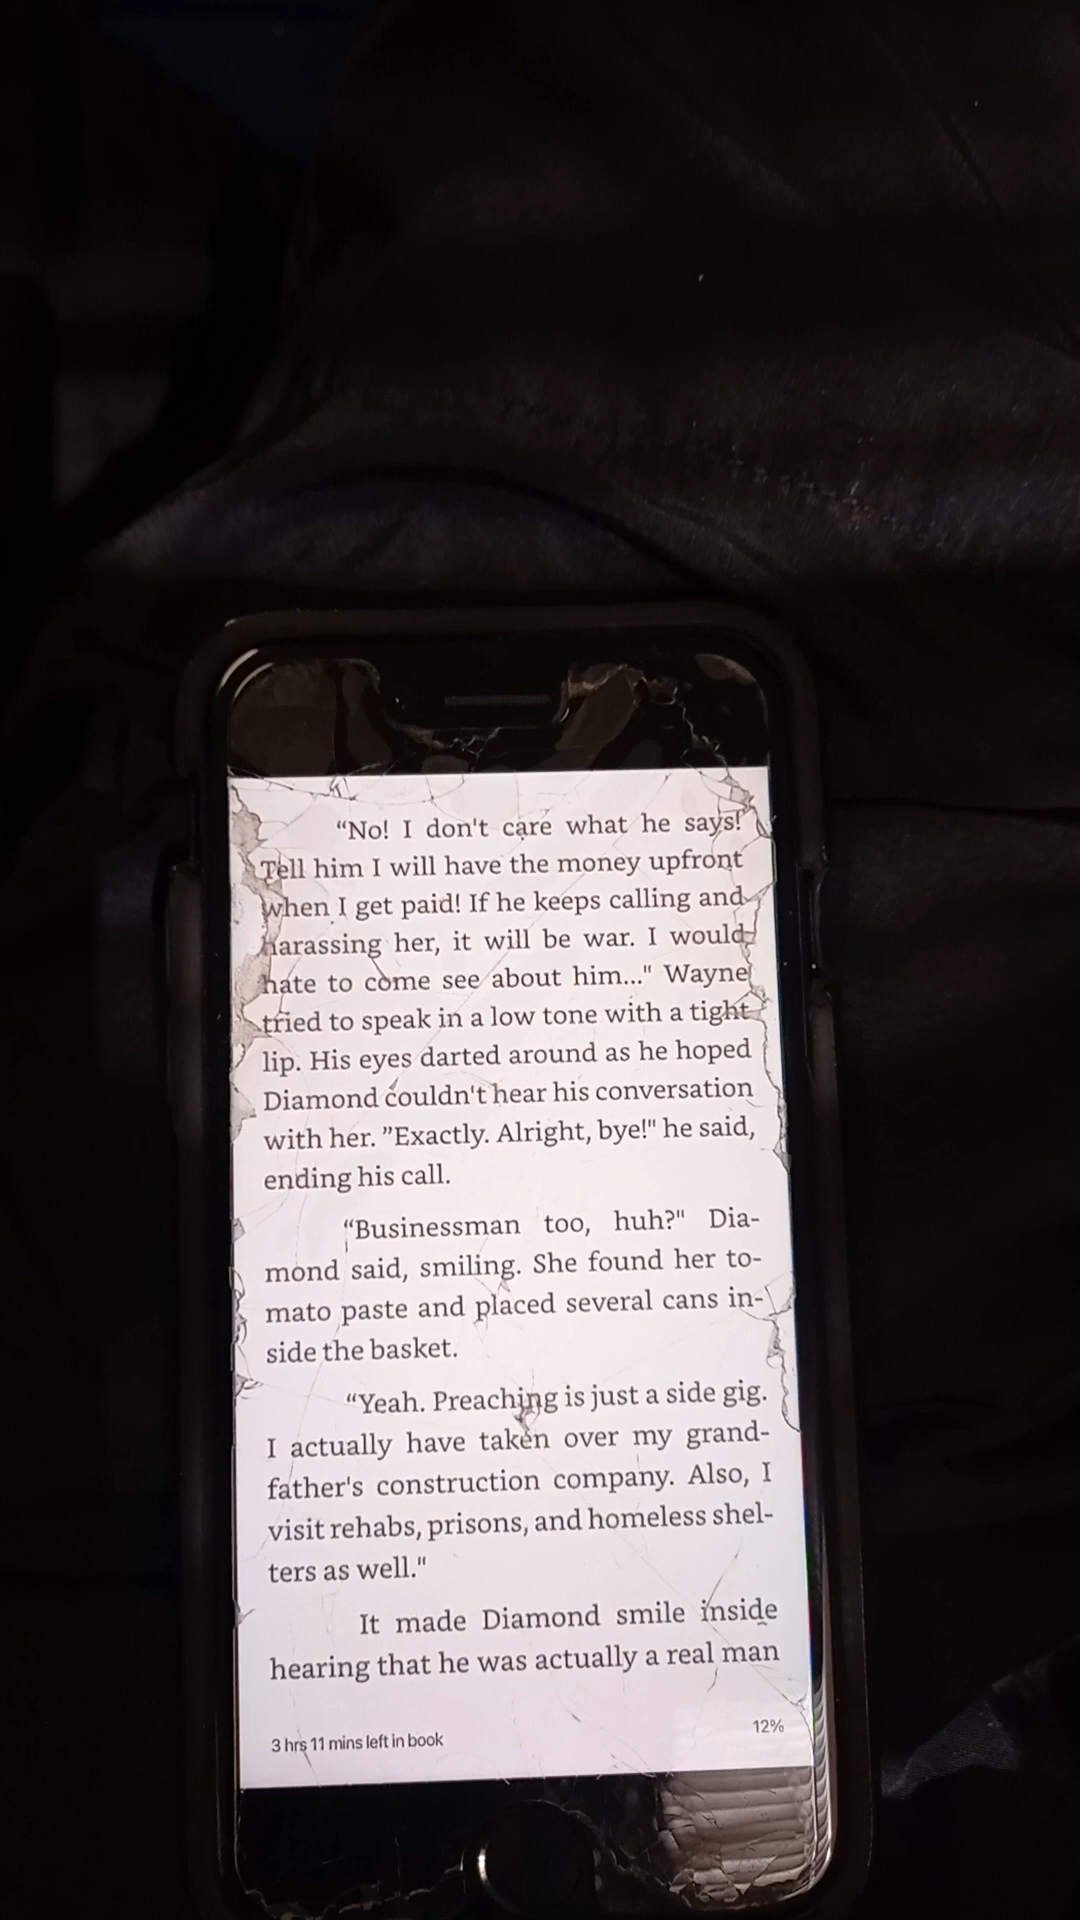 “No! I don't care what he says!
Tell him I will have the money upfront
when I get paid! If he keeps calling and
harassing her, it will be war. I would
hate to come see about him..." Wayne
tried to speak in a low tone with a tight
lip. His eyes darted around as he hoped
Diamond couldn't hear his conversation
with her. ”Exactly. Alright, bye!" he said,
ending his call.
“Businessman too, huh?" Dia-
mond said, smiling. She found her to-
mato paste and placed several cans in-
side the basket.
“Yeah. Preaching is just a side gig.
I actually have taken over my grand-
father's construction company. Also, I
visit rehabs, prisons, and homeless shel-
ters as well."
It made Diamond smile inside
hearing that he was actually a real man
3 hrs 11 mins left in book
12%